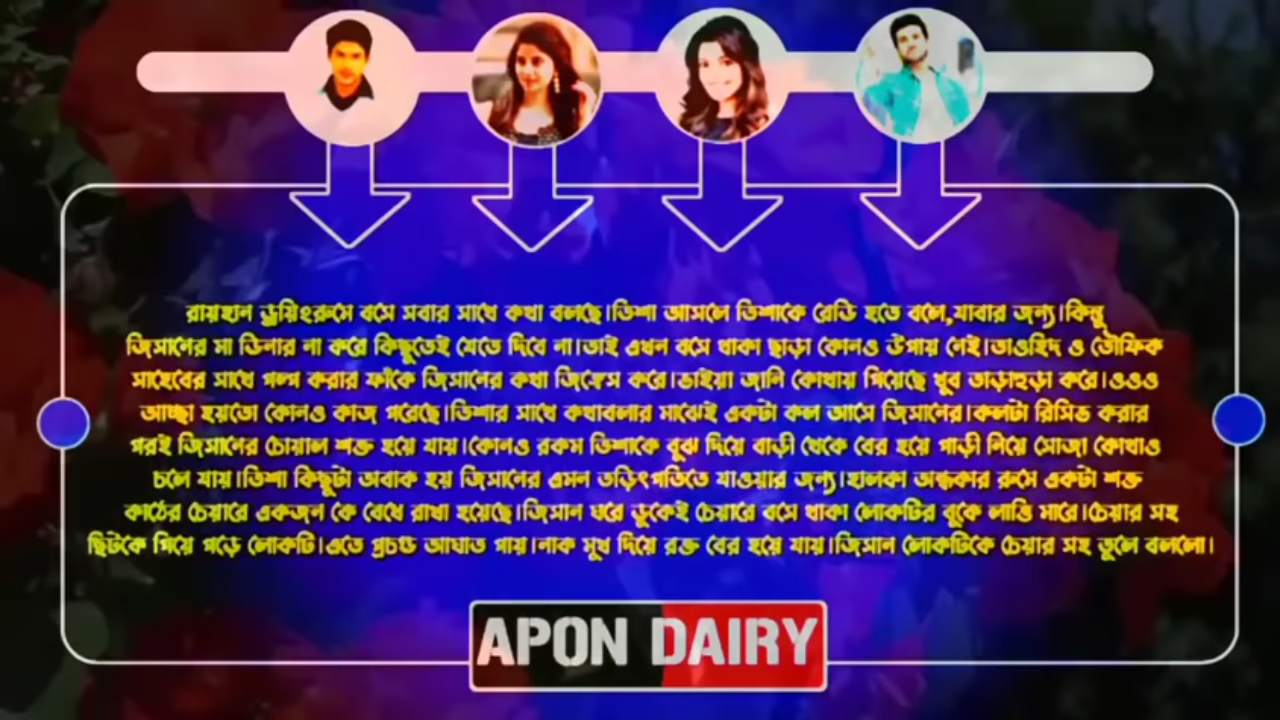 রায়হান ড্রয়িংরুমে বসে সবার সাথে কথা বলছে।তিশা আসলে তিশাকে রেডি হতে বলে,যাবার জন্য।কিন্তু
জিসানের মা ডিনার না করে কিছুতেই যেতে দিবে না।তাই এখন বসে থাকা ছাড়া কোনও উপায় নেই।তাওহিদ ও তৌফিক
সাহেবের সাথে গল্প করার ফাঁকে জিসানের কথা জিজ্ঞেস করে।ভাইয়া জানি কোথায় গিয়েছে খুব তাড়াহুড়া করে।ওওও
আচ্ছা হয়তো কোনও কাজ পরেছে।তিশার সাথে কথাবলার মাঝেই একটা কল আসে জিসানের।কলটা রিসিভ করার
পরই জিসানের চোয়াল শক্ত হয়ে যায়।কোনও রকম তিশাকে বুঝ দিয়ে বাড়ী থেকে বের হয়ে গাড়ী নিয়ে সোজা কোথাও
চলে যায়।তিশা কিছুটা অবাক হয় জিসানের এমন তড়িৎগতিতে যাওয়ার জন্য।হালকা অন্ধকার রুমে একটা শক্ত
কাঠের চেয়ারে একজন কে বেধে রাখা হয়েছে।জিসান ঘরে ঢুকেই চেয়ারে বসে থাকা লোকটির বুকে লাত্তি মারে।চেয়ার সহ
ছিটকে গিয়ে পড়ে লোকটি।এতে প্রচন্ড আঘাত পায়।নাক মুখ দিয়ে রক্ত বের হয়ে যায়।জিসান লোকটিকে চেয়ার সহ তুলে বললো।
APON DAIRY